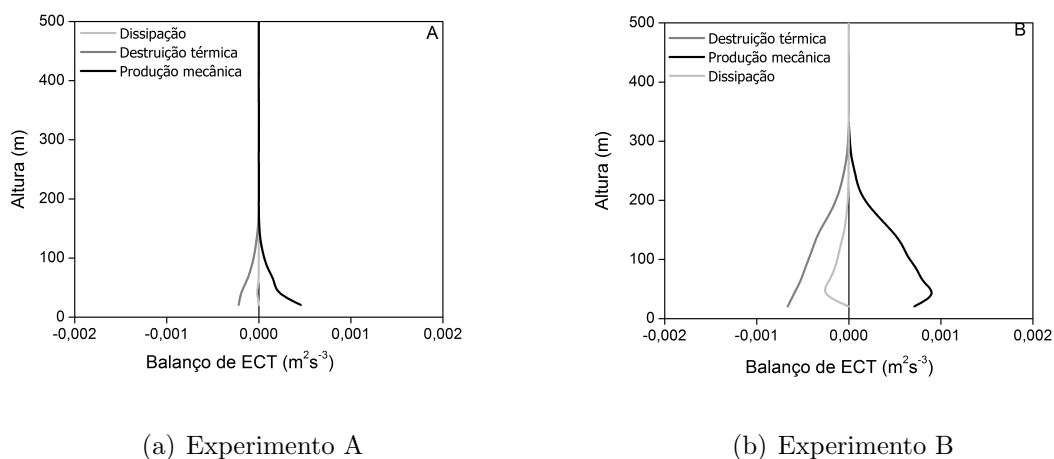 500
400
300
200
100
0
Altura (m)
Dissipação
Destruição térmica
Produção mecânica
A
-0,002
-0,001
0,000
0,001
0,002
Balanço de ECT (m²s⁻³)
(a) Experimento A
500
400
300
200
100
0
Altura (m)
Destruição térmica
Produção mecânica
Dissipação
B
-0,002
-0,001
0,000
0,001
0,002
Balanço de ECT (m²s⁻³)
(b) Experimento B